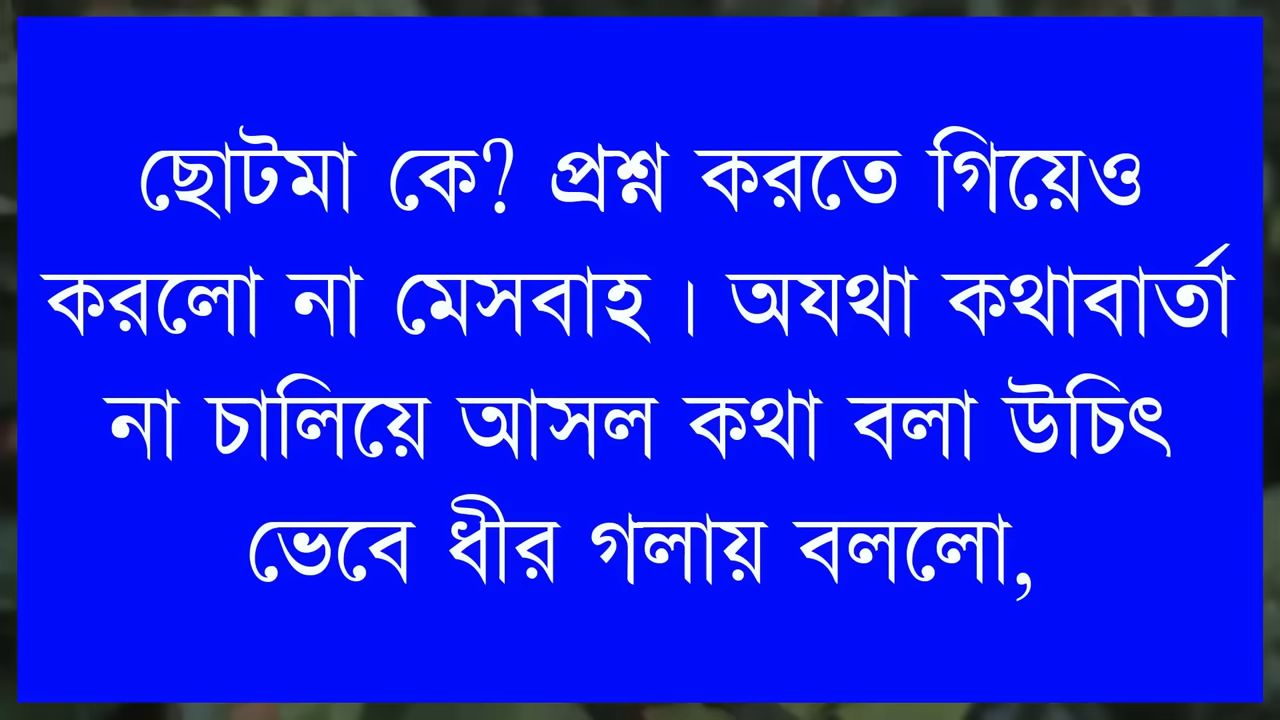 ছোটমা কে? প্রশ্ন করতে গিয়েও
করলো না মেসবাহ । অযথা কথাবার্তা
না চালিয়ে আসল কথা বলা উচিৎ
ভেবে ধীর গলায় বললো,